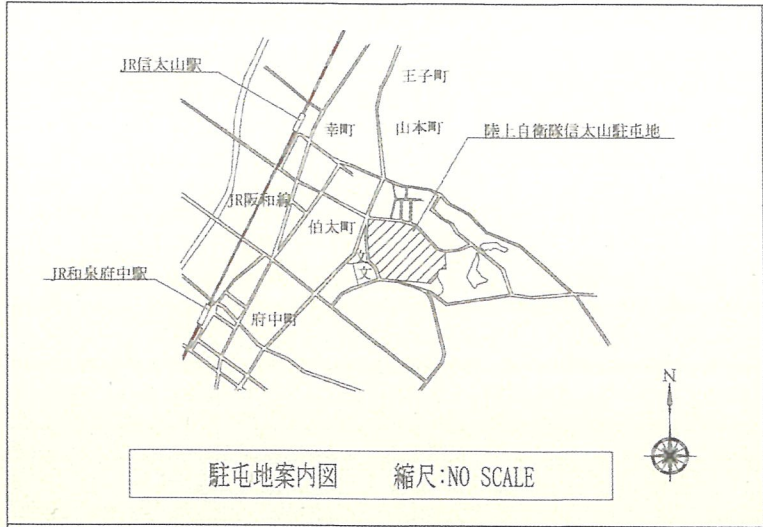 JR信太山駅
王子町
幸町
山本町
陸上自衛隊信太山駐屯地
JR阪和線
伯太町
文
文
JR和泉府中駅
府中町
N
駐屯地案内図　　縮尺:NO SCALE